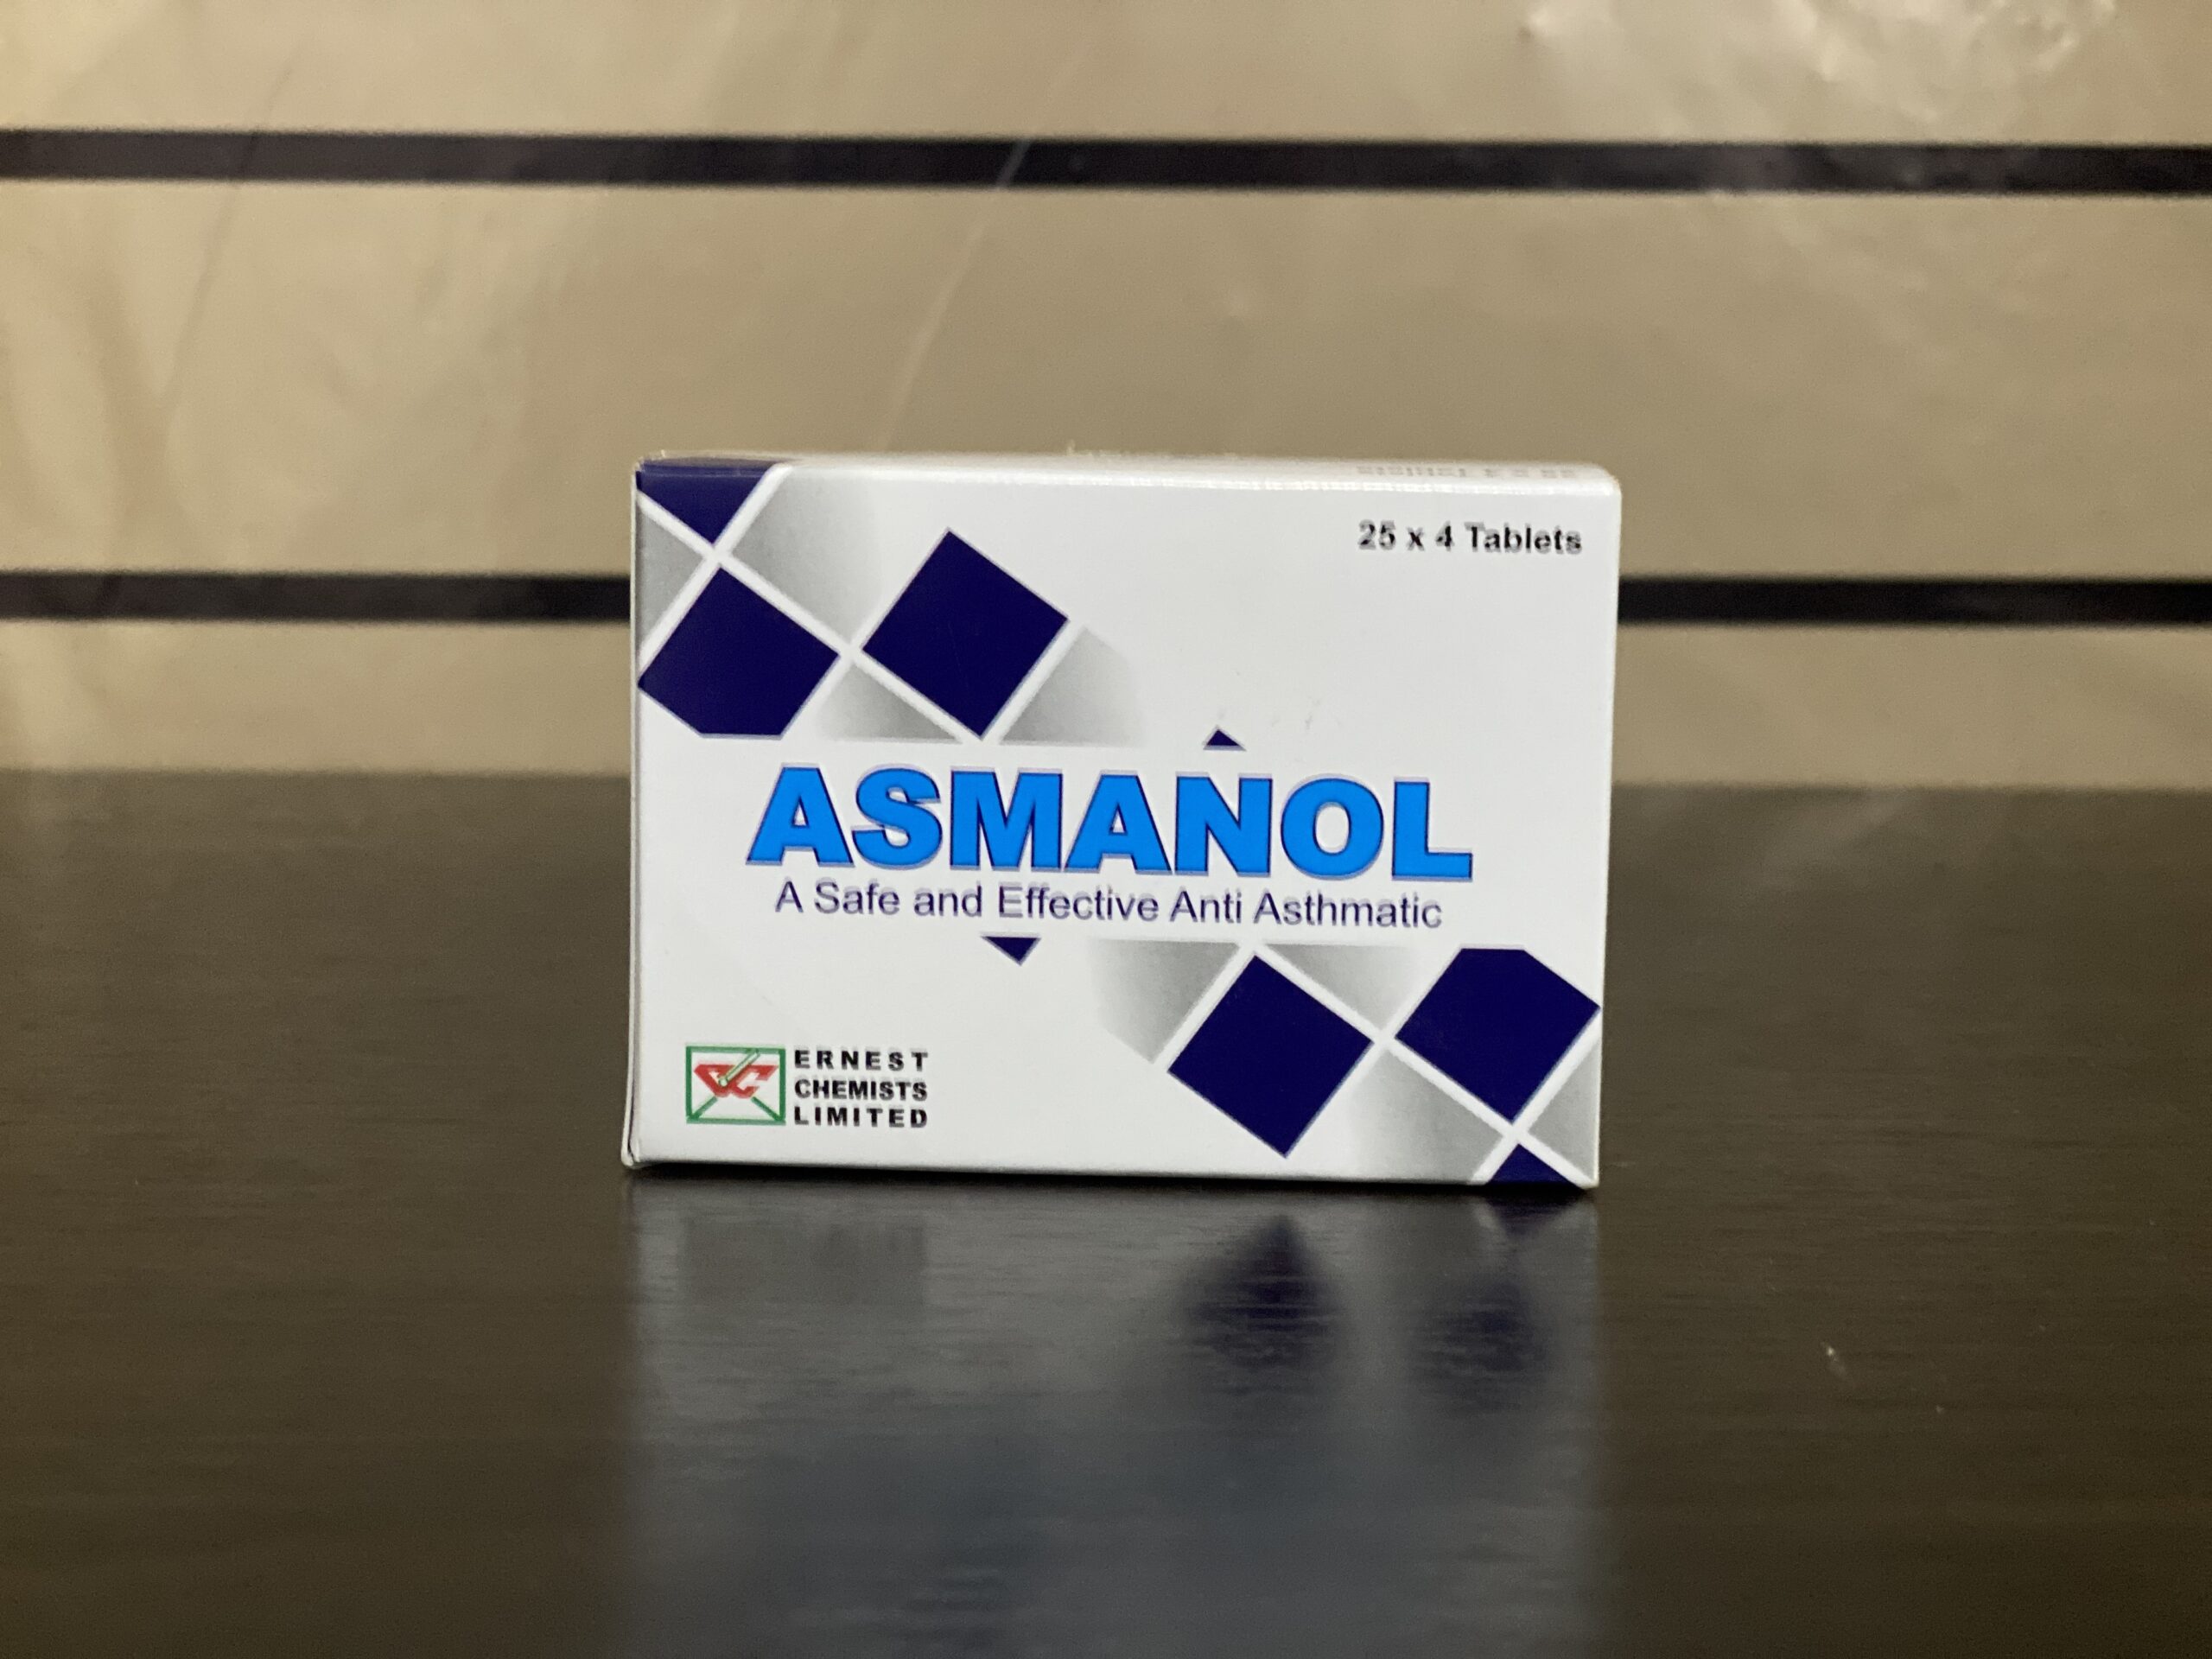 25 x 4 Tablets
ASMANOL
A Safe and Effective Anti Asthmatic
ERNEST
CHEMISTS
LIMITED